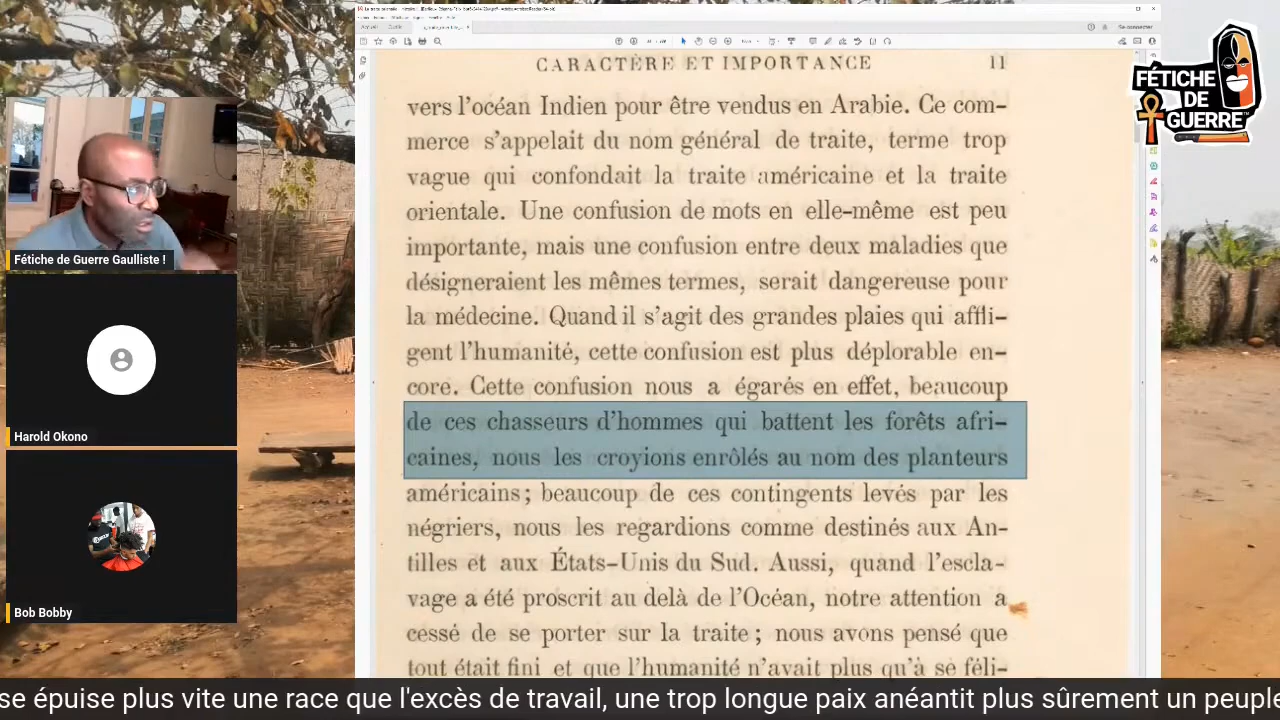 CARACTÈRE ET IMPORTANCE 11
vers l'océan Indien pour être vendus en Arabie. Ce com-
merce s'appelait du nom général de traite, terme trop
vague qui confondait la traite américaine et la traite
orientale. Une confusion de mots en elle-même est peu
importante, mais une confusion entre deux maladies que
désigneraient les mêmes termes, serait dangereuse pour
la médecine. Quand il s'agit des grandes plaies qui affli-
gent l'humanité, cette confusion est plus déplorable en-
core. Cette confusion nous a égarés en effet, beaucoup
de ces chasseurs d'hommes qui battent les forêts afri-
caines, nous les croyions enrôlés au nom des planteurs
américains; beaucoup de ces contingents levés par les
négriers, nous les regardions comme destinés aux An-
tilles et aux États-Unis du Sud. Aussi, quand l'escla-
vage a été proscrit au delà de l'Océan, notre attention a
cessé de se porter sur la traite; nous avons pensé que
tout était fini et que l'humanité n'avait plus qu'à se féli-
FÉTICHE
DE
GUERRE
Fétiche de Guerre Gaulliste !
Harold Okono
Bob Bobby
se épuise plus vite une race que l'excès de travail, une trop longue paix anéantit plus sûrement un peuple